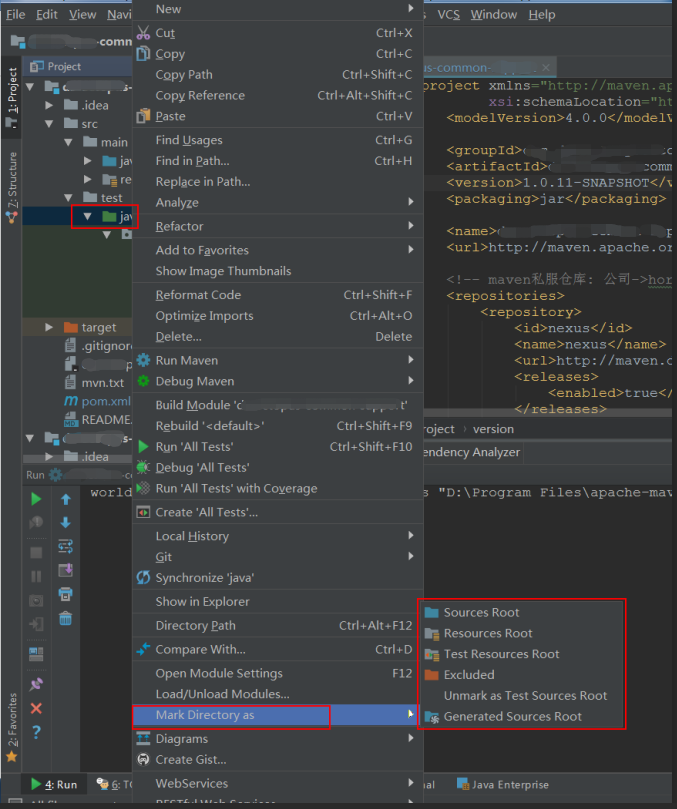 File Edit View Navi
VCS Window Help
-comm
Project
1: Project
7: Structure
2: Favorites
.idea
src
main
jav
re
test
jav
target
.gitignor
mvn.txt
pom.xml
README.
.idea
Run
New
Cut Ctrl+X
Copy Ctrl+C
Copy Path Ctrl+Shift+C
Copy Reference Ctrl+Alt+Shift+C
Paste Ctrl+V
Find Usages Ctrl+G
Find in Path... Ctrl+H
Replace in Path...
Analyze
Refactor
Add to Favorites
Show Image Thumbnails
Reformat Code Ctrl+Shift+F
Optimize Imports Ctrl+Alt+O
Delete... Delete
Run Maven
Debug Maven
Build Module
Rebuild '<default>' Ctrl+Shift+F9
Run 'All Tests' Ctrl+Shift+F10
Debug 'All Tests'
Run 'All Tests' with Coverage
Create 'All Tests'...
Local History
Git
Synchronize 'java'
Show in Explorer
Directory Path Ctrl+Alt+F12
Compare With... Ctrl+D
Open Module Settings F12
Load/Unload Modules...
Mark Directory as
Diagrams
Create Gist...
WebServices
RESTful Web Services
Sources Root
Resources Root
Test Resources Root
Excluded
Unmark as Test Sources Root
Generated Sources Root
us-common-
project xmlns="http://maven.ap
xsi:schemaLocation="ht
<modelVersion>4.0.0</modelV
<groupId>
<artifactId> comm
<version>1.0.11-SNAPSHOT</v
<packaging>jar</packaging>
<name>
<url>http://maven.apache.or
<!-- maven私服仓库: 公司->hor
<repositories>
<repository>
<id>nexus</id>
<name>nexus</name>
<url>http://maven.
<releases>
<enabled>true</
</releases>
roject › version
endency Analyzer
world
s "D:\Program Files\apache-mav
4: Run
6: TO
nal
Java Enterprise